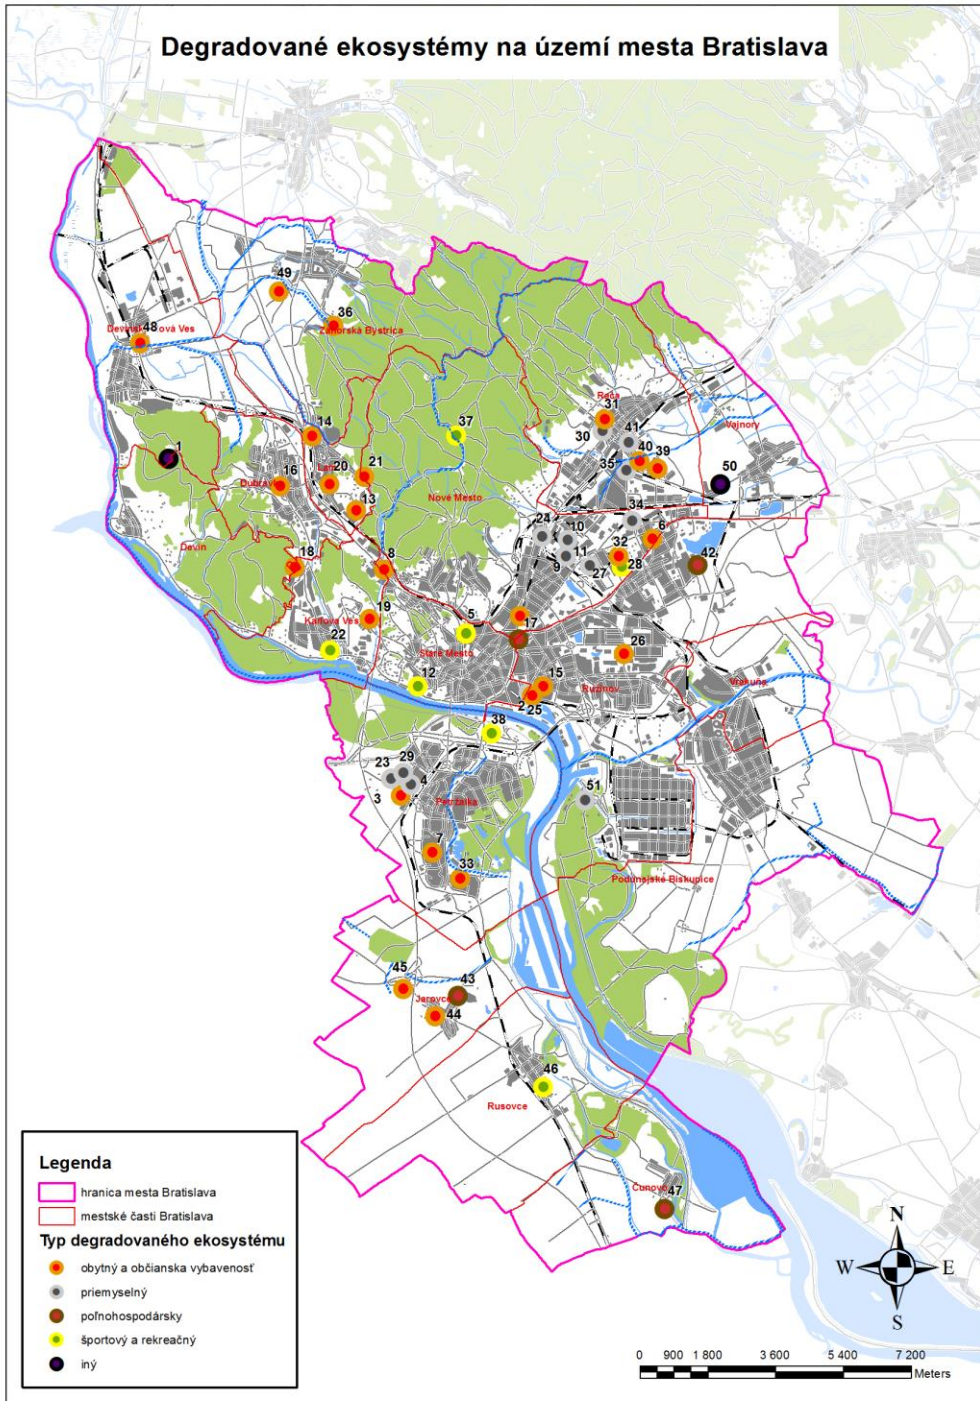 Degradované ekosystémy na území mesta Bratislava
49
36
Záhorská Bystrica
48
14
37
31
Rača
30
41
Vajnory
40
39
35
50
1
16
20
21
Dúbravka
13
Nové Mesto
24
10
34
6
9
11
32
27
28
42
Devín
18
8
19
Karlova Ves
5
17
22
Staré Mesto
26
12
15
Ružinov
Vrakuňa
2
25
38
23
29
4
3
Petržalka
51
7
33
Podunajské Biskupice
45
43
Jarovce
44
46
Rusovce
Čunovo
47
Legenda
hranica mesta Bratislava
mestské časti Bratislava
Typ degradovaného ekosystému
obytný a občianska vybavenosť
priemyselný
poľnohospodársky
športový a rekreačný
iný
N
W
E
S
0 900 1 800 3 600 5 400 7 200
Meters